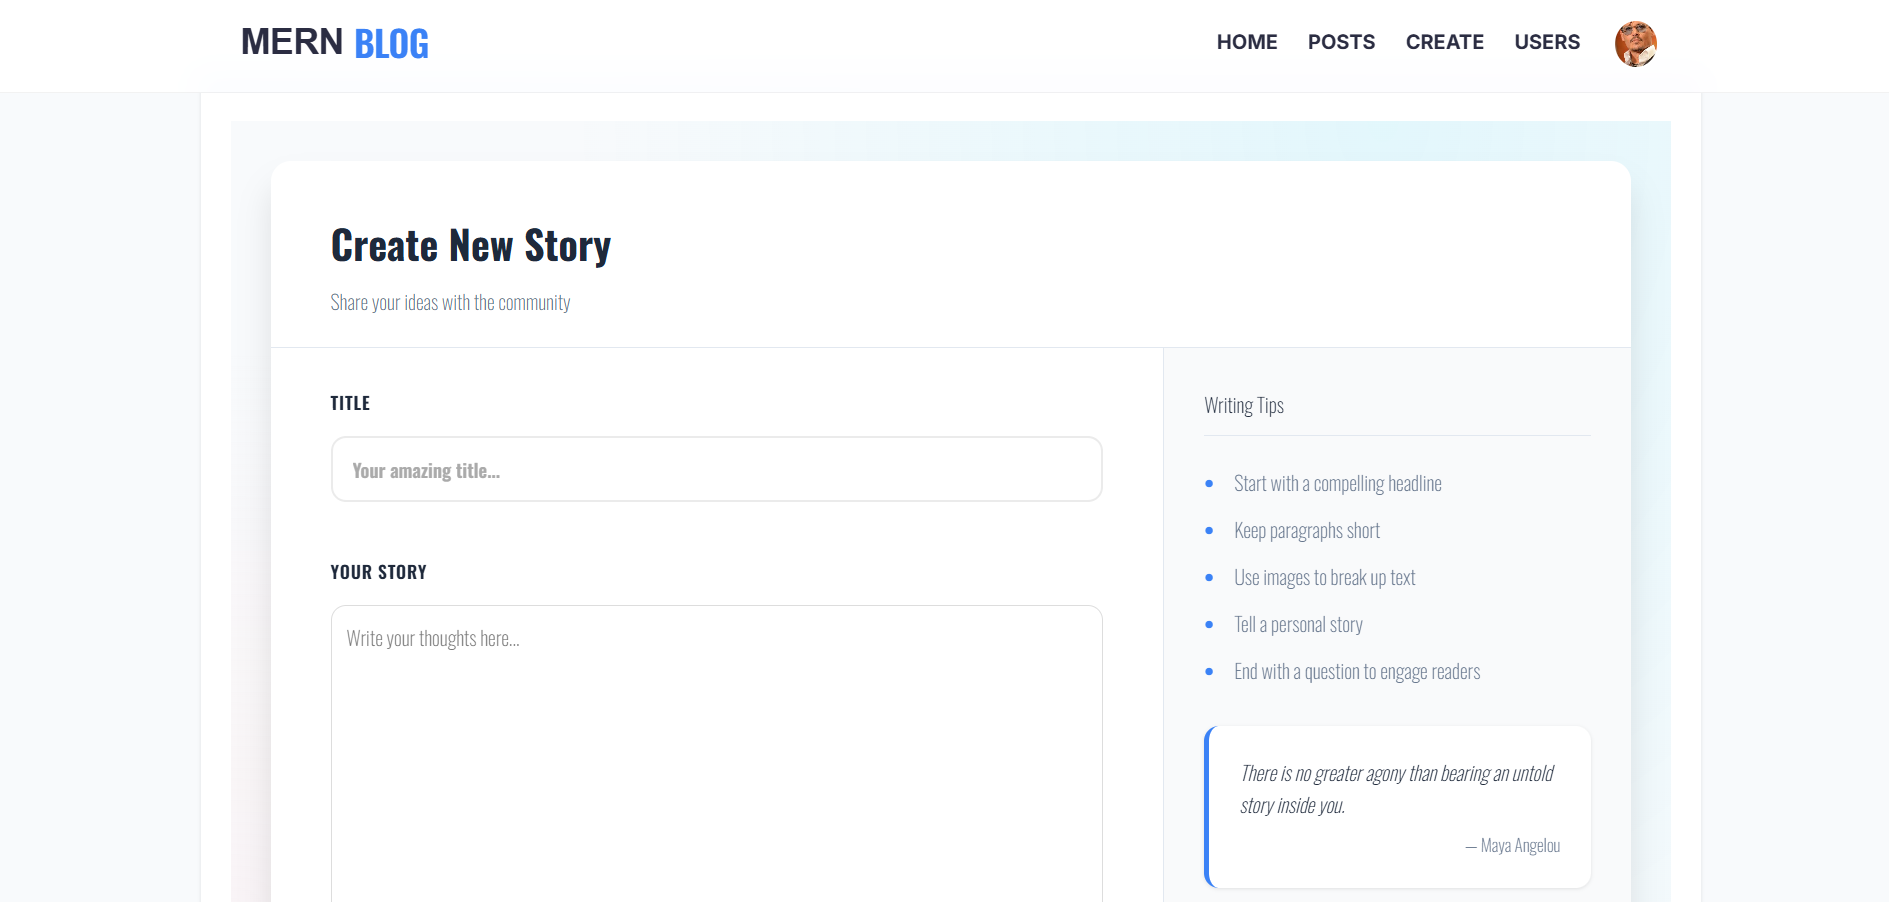 MERN BLOG
HOME POSTS CREATE USERS
Create New Story
Share your ideas with the community
TITLE
Your amazing title...
YOUR STORY
Write your thoughts here...
Writing Tips
Start with a compelling headline
Keep paragraphs short
Use images to break up text
Tell a personal story
End with a question to engage readers
There is no greater agony than bearing an untold
story inside you.
— Maya Angelou